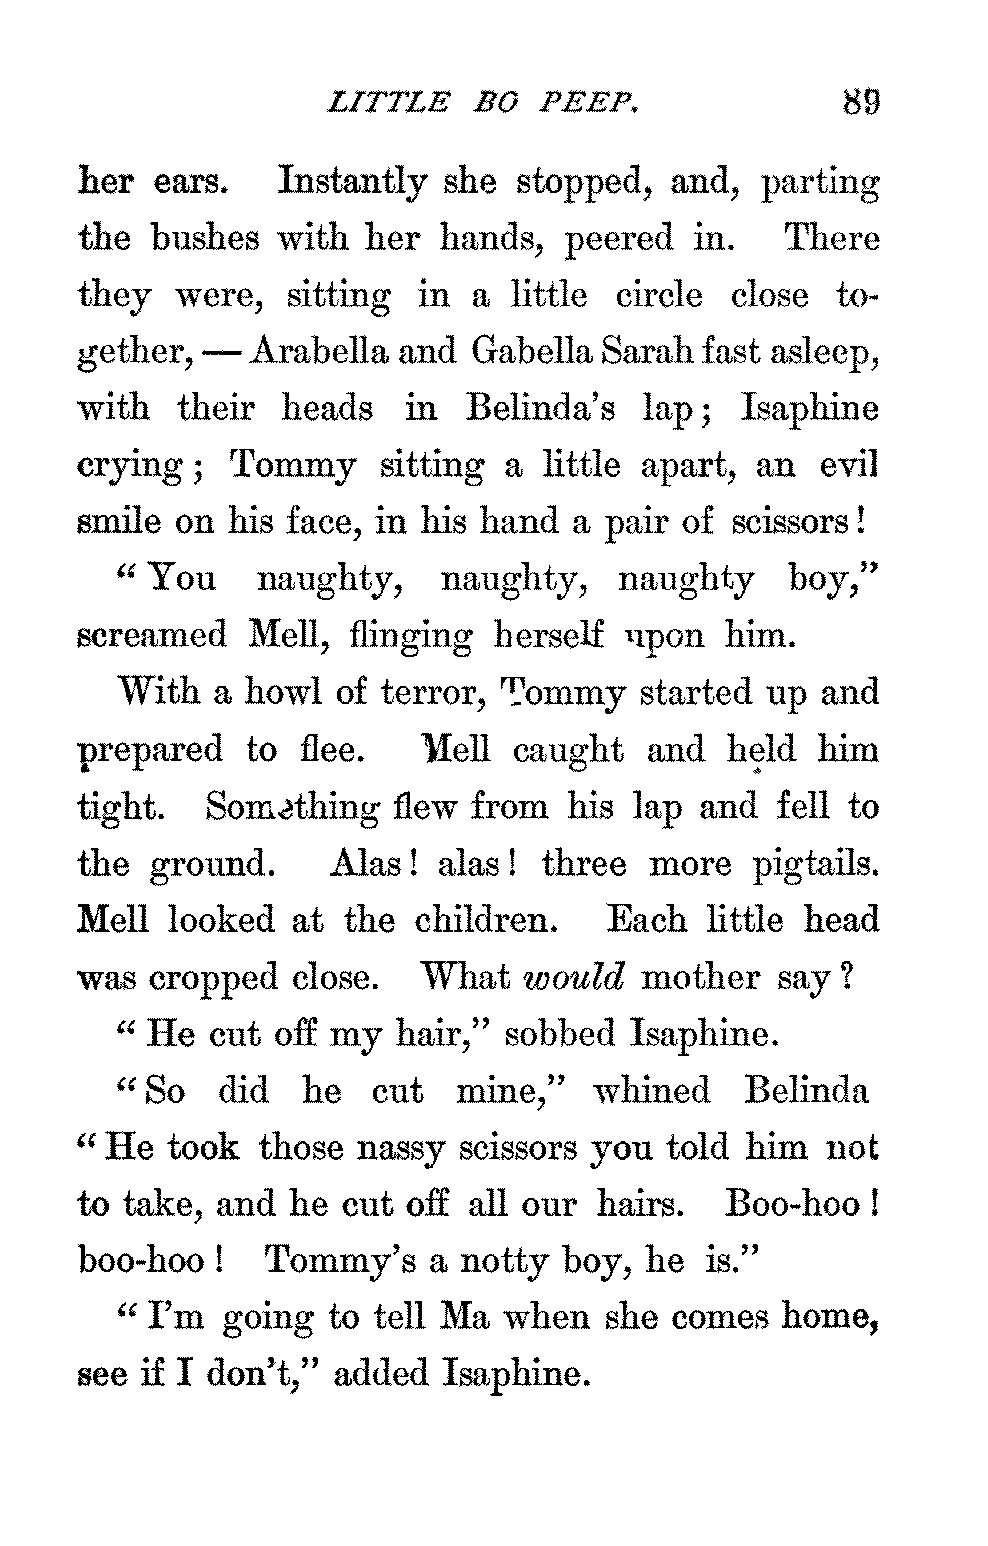 LITTLE BO PEEP. 89
her ears. Instantly she stopped, and, parting
the bushes with her hands, peered in. There
they were, sitting in a little circle close to-
gether, — Arabella and Gabella Sarah fast asleep,
with their heads in Belinda's lap; Isaphine
crying; Tommy sitting a little apart, an evil
smile on his face, in his hand a pair of scissors!
"You naughty, naughty, naughty boy,"
screamed Mell, flinging herself upon him.
With a howl of terror, Tommy started up and
prepared to flee. Mell caught and held him
tight. Something flew from his lap and fell to
the ground. Alas! alas! three more pigtails.
Mell looked at the children. Each little head
was cropped close. What would mother say?
"He cut off my hair," sobbed Isaphine.
"So did he cut mine," whined Belinda
"He took those nassy scissors you told him not
to take, and he cut off all our hairs. Boo-hoo!
boo-hoo! Tommy's a notty boy, he is."
"I'm going to tell Ma when she comes home,
see if I don't," added Isaphine.